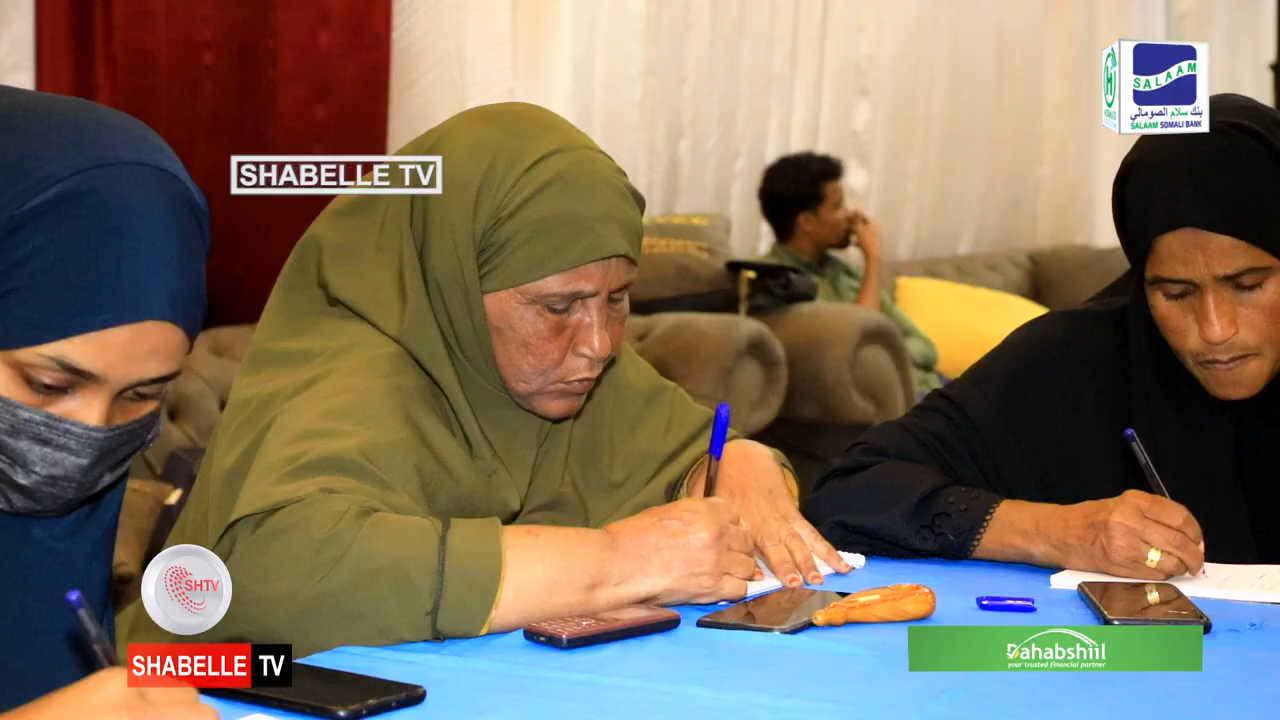 SALAAM
بنك سلام الصومالي
SALAAM SOMALI BANK
SHABELLE TV
SHTV
SHABELLE TV
Dahabshiil
your trusted financial partner